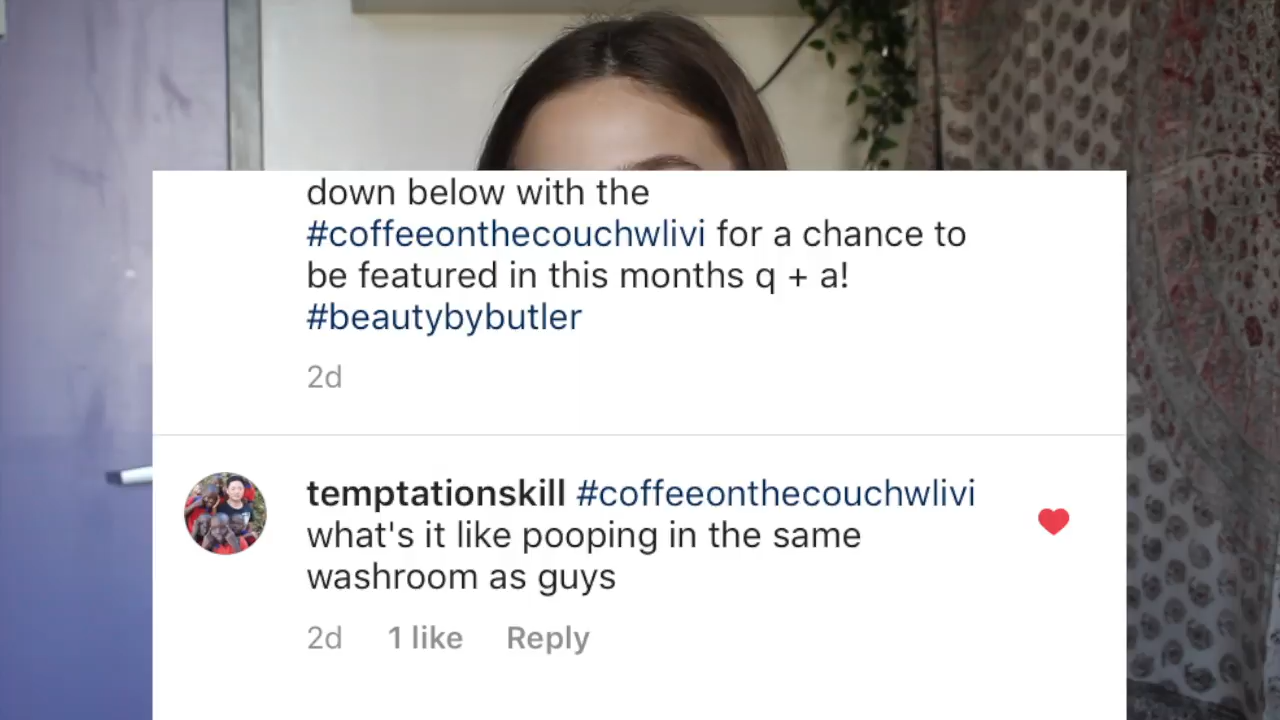 down below with the
#coffeeonthecouchwlivi for a chance to
be featured in this months q + a!
#beautybybutler
2d
temptationskill #coffeeonthecouchwlivi
what's it like pooping in the same
washroom as guys
2d 1 like Reply